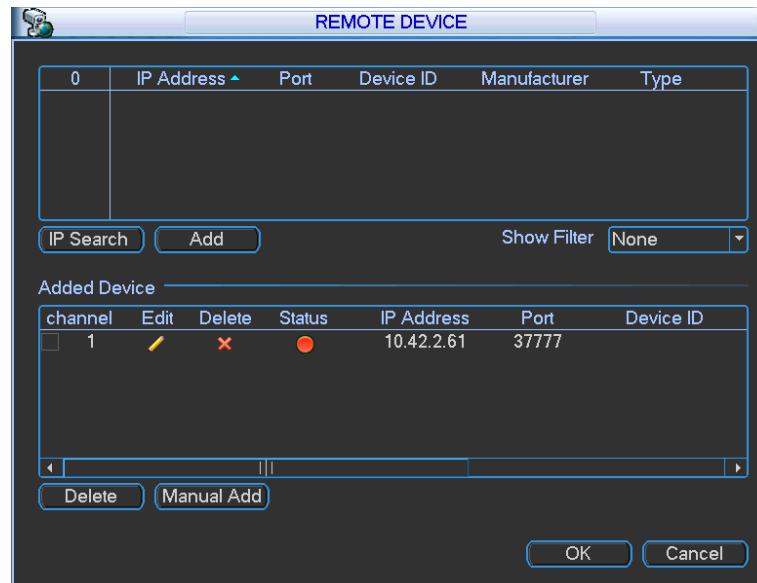 REMOTE DEVICE
0 IP Address Port Device ID Manufacturer Type
IP Search Add Show Filter None
Added Device
channel Edit Delete Status IP Address Port Device ID
1 10.42.2.61 37777
Delete Manual Add
OK Cancel